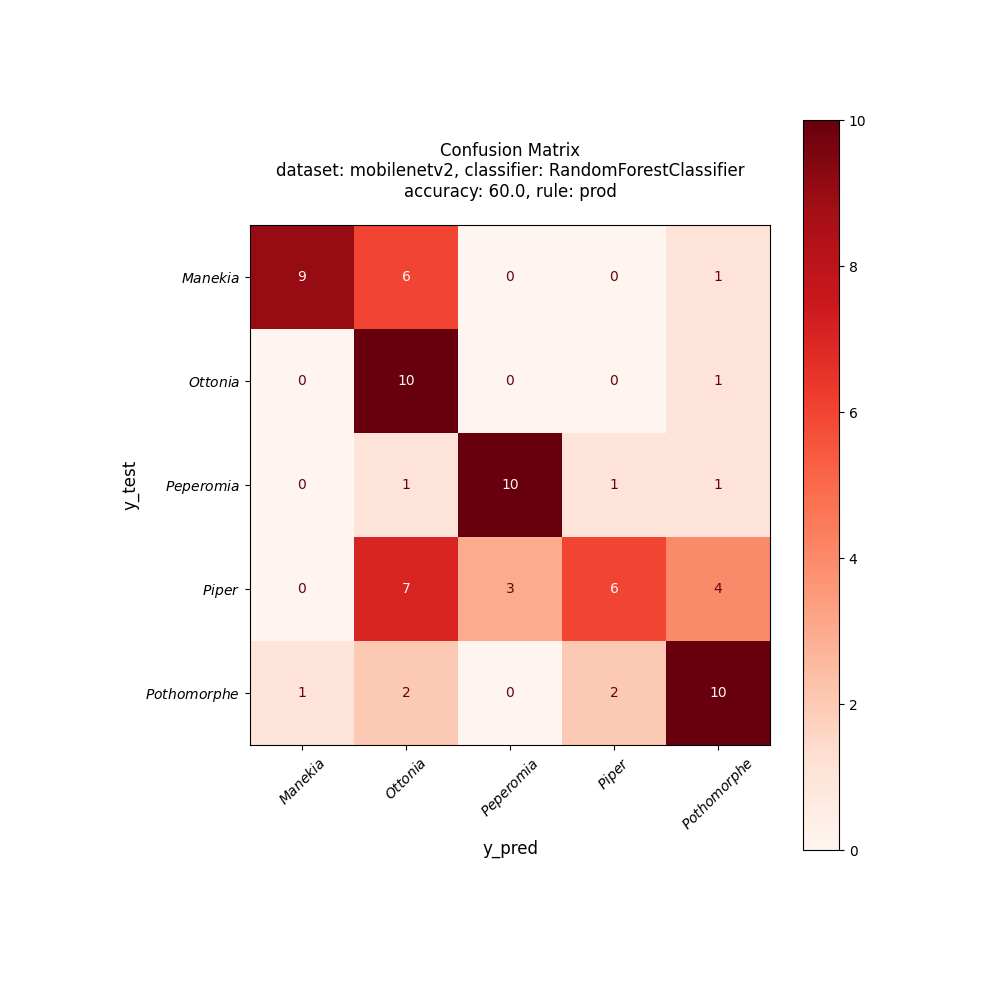 Confusion Matrix
dataset: mobilenetv2, classifier: RandomForestClassifier
accuracy: 60.0, rule: prod
y_test
Manekia 9 6 0 0 1
Ottonia 0 10 0 0 1
Peperomia 0 1 10 1 1
Piper 0 7 3 6 4
Pothomorphe 1 2 0 2 10
Manekia Ottonia Peperomia Piper Pothomorphe
y_pred
10
8
6
4
2
0